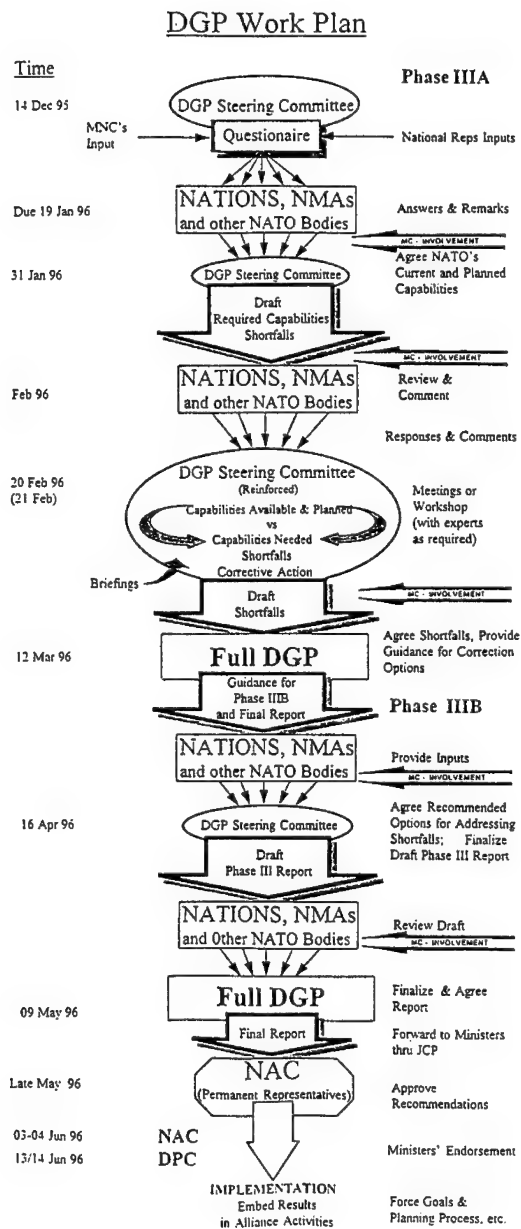 DGP Work Plan
Time
Phase IIIA
14 Dec 95
DGP Steering Committee
MNC's
Input
Questionaire
National Reps Inputs
Due 19 Jan 96
NATIONS, NMAs
and other NATO Bodies
Answers & Remarks
MC - INVOLVEMENT
31 Jan 96
DGP Steering Committee
Agree NATO's
Current and Planned
Capabilities
Draft
Required Capabilities
Shortfalls
MC - INVOLVEMENT
Feb 96
NATIONS, NMAs
and other NATO Bodies
Review &
Comment
Responses & Comments
20 Feb 96
(21 Feb)
DGP Steering Committee
(Reinforced)
Capabilities Available & Planned
vs
Capabilities Needed
Shortfalls
Corrective Action
Meetings or
Workshop
(with experts
as required)
Briefings
Draft
Shortfalls
MC - INVOLVEMENT
12 Mar 96
Full DGP
Agree Shortfalls, Provide
Guidance for Correction
Options
Guidance for
Phase IIIB
and Final Report
Phase IIIB
NATIONS, NMAs
and other NATO Bodies
Provide Inputs
MC - INVOLVEMENT
16 Apr 96
DGP Steering Committee
Agree Recommended
Options for Addressing
Shortfalls; Finalize
Draft Phase III Report
Draft
Phase III Report
NATIONS, NMAs
and 0ther NATO Bodies
Review Draft
MC - INVOLVEMENT
09 May 96
Full DGP
Finalize & Agree
Report
Final Report
Forward to Ministers
thru JCP
Late May 96
NAC
(Permanent Representatives)
Approve
Recommendations
03-04 Jun 96
NAC
13/14 Jun 96
DPC
Ministers' Endorsement
IMPLEMENTATION
Embed Results
in Alliance Activities
Force Goals &
Planning Process, etc.